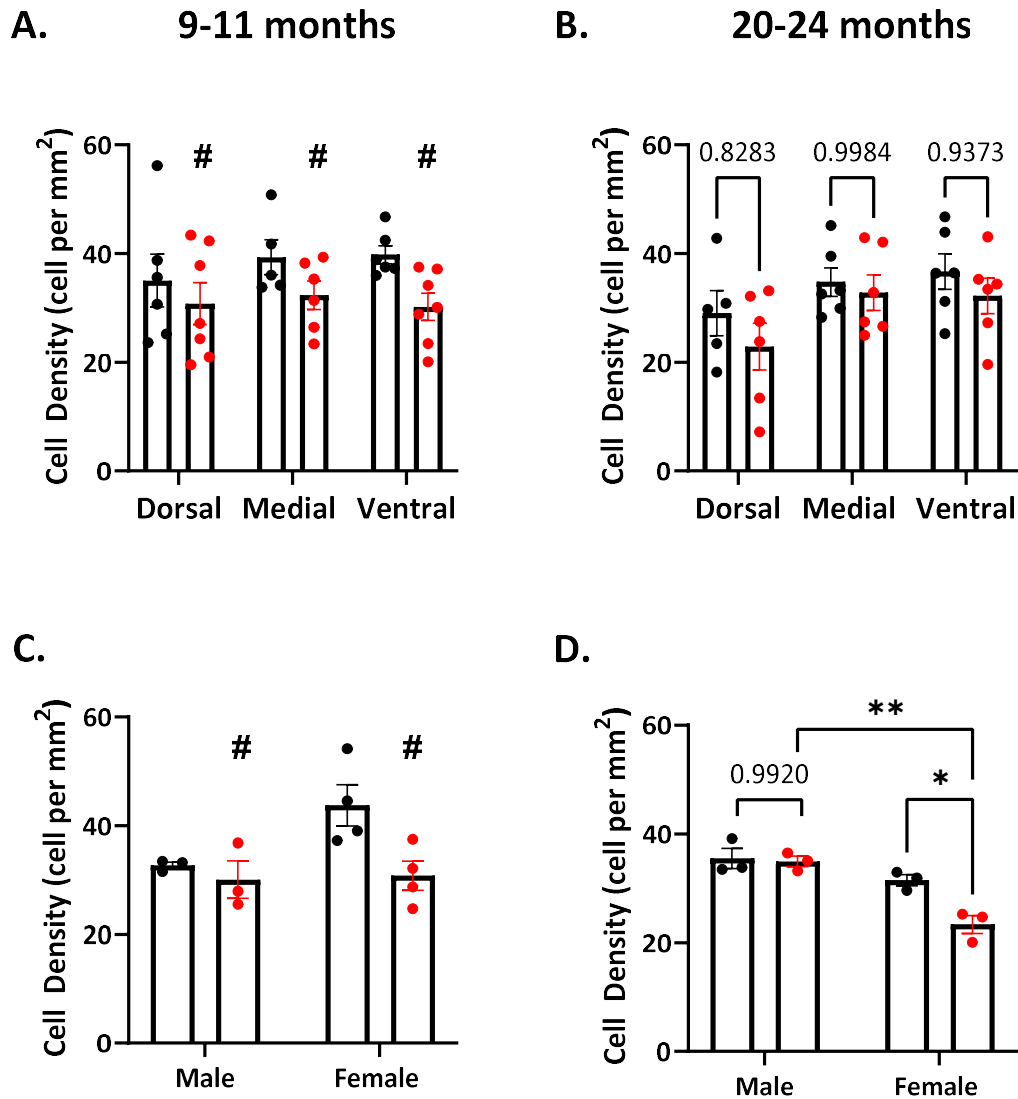 A. 9-11 months
B. 20-24 months
Cell Density (cell per mm²)
60
40
20
0
# # #
Dorsal Medial Ventral
Cell Density (cell per mm²)
60
40
20
0
0.8283 0.9984 0.9373
Dorsal Medial Ventral
C.
D.
Cell Density (cell per mm²)
60
40
20
0
# #
Male Female
Cell Density (cell per mm²)
60
40
20
0
**
0.9920 *
Male Female